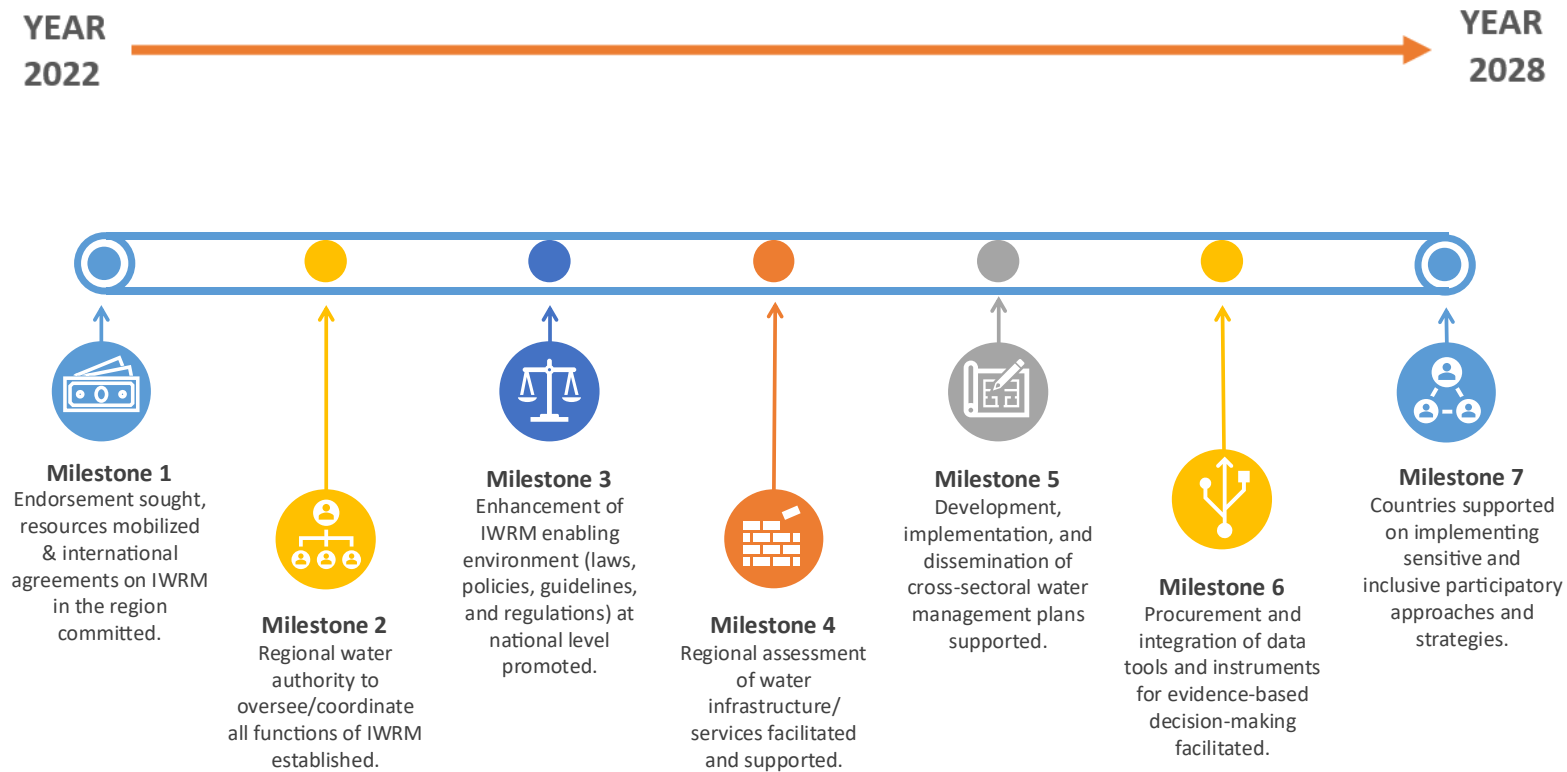 YEAR
2022
YEAR
2028
Milestone 1
Endorsement sought,
resources mobilized
& international
agreements on IWRM
in the region
committed.
Milestone 2
Regional water
authority to
oversee/coordinate
all functions of IWRM
established.
Milestone 3
Enhancement of
IWRM enabling
environment (laws,
policies, guidelines,
and regulations) at
national level
promoted.
Milestone 4
Regional assessment
of water
infrastructure/
services facilitated
and supported.
Milestone 5
Development,
implementation, and
dissemination of
cross-sectoral water
management plans
supported.
Milestone 6
Procurement and
integration of data
tools and instruments
for evidence-based
decision-making
facilitated.
Milestone 7
Countries supported
on implementing
sensitive and
inclusive participatory
approaches and
strategies.